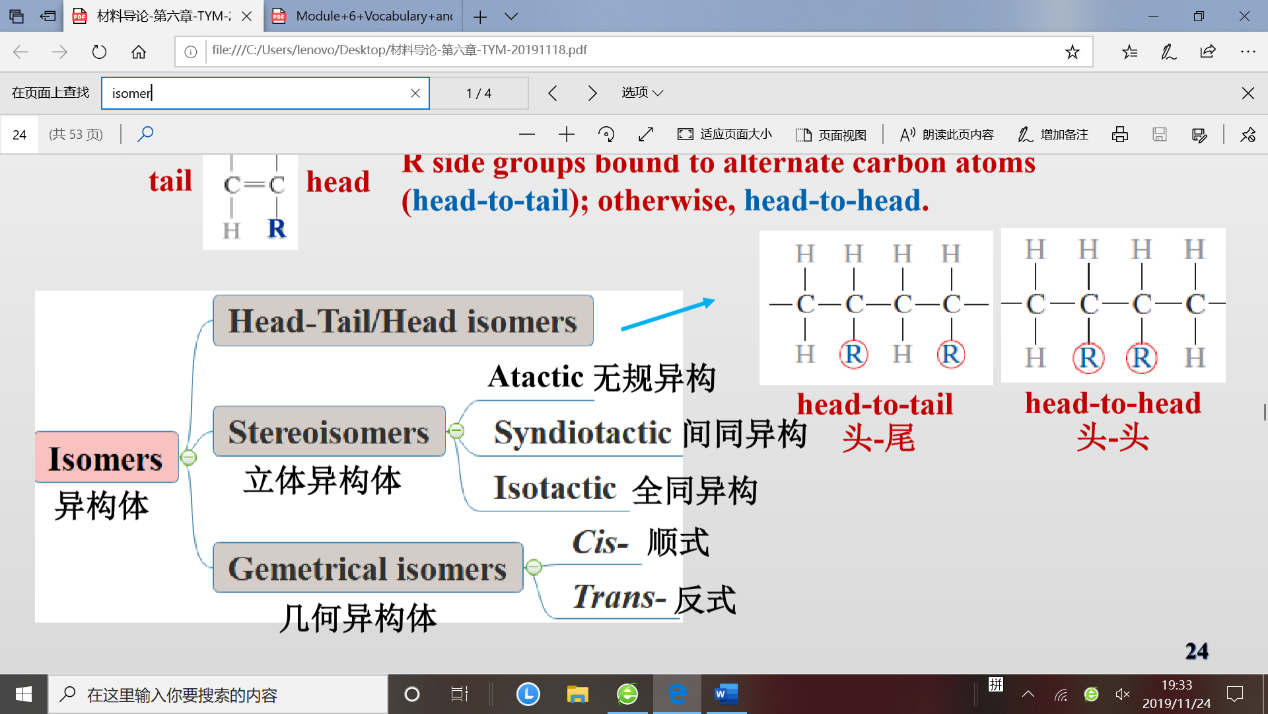 材料导论-第六章-TYM-2
Module+6+Vocabulary+and
file:///C:/Users/lenovo/Desktop/材料导论-第六章-TYM-20191118.pdf
在页面上查找 isomer 1 / 4 选项
24 (共 53 页) 适应页面大小 页面视图 朗读此页内容 增加备注
R side groups bound to alternate carbon atoms
tail C=C head
(head-to-tail); otherwise, head-to-head.
H R
H H H H
—C—C—C—C—
H R H R
head-to-tail
头-尾
H H H H
—C—C—C—C—
H R R H
head-to-head
头-头
Head-Tail/Head isomers
Atactic 无规异构
Stereoisomers
Syndiotactic 间同异构
立体异构体
Isotactic 全同异构
Isomers
异构体
Cis- 顺式
Gemetrical isomers
Trans- 反式
几何异构体
24
在这里输入你要搜索的内容
拼
19:33
2019/11/24